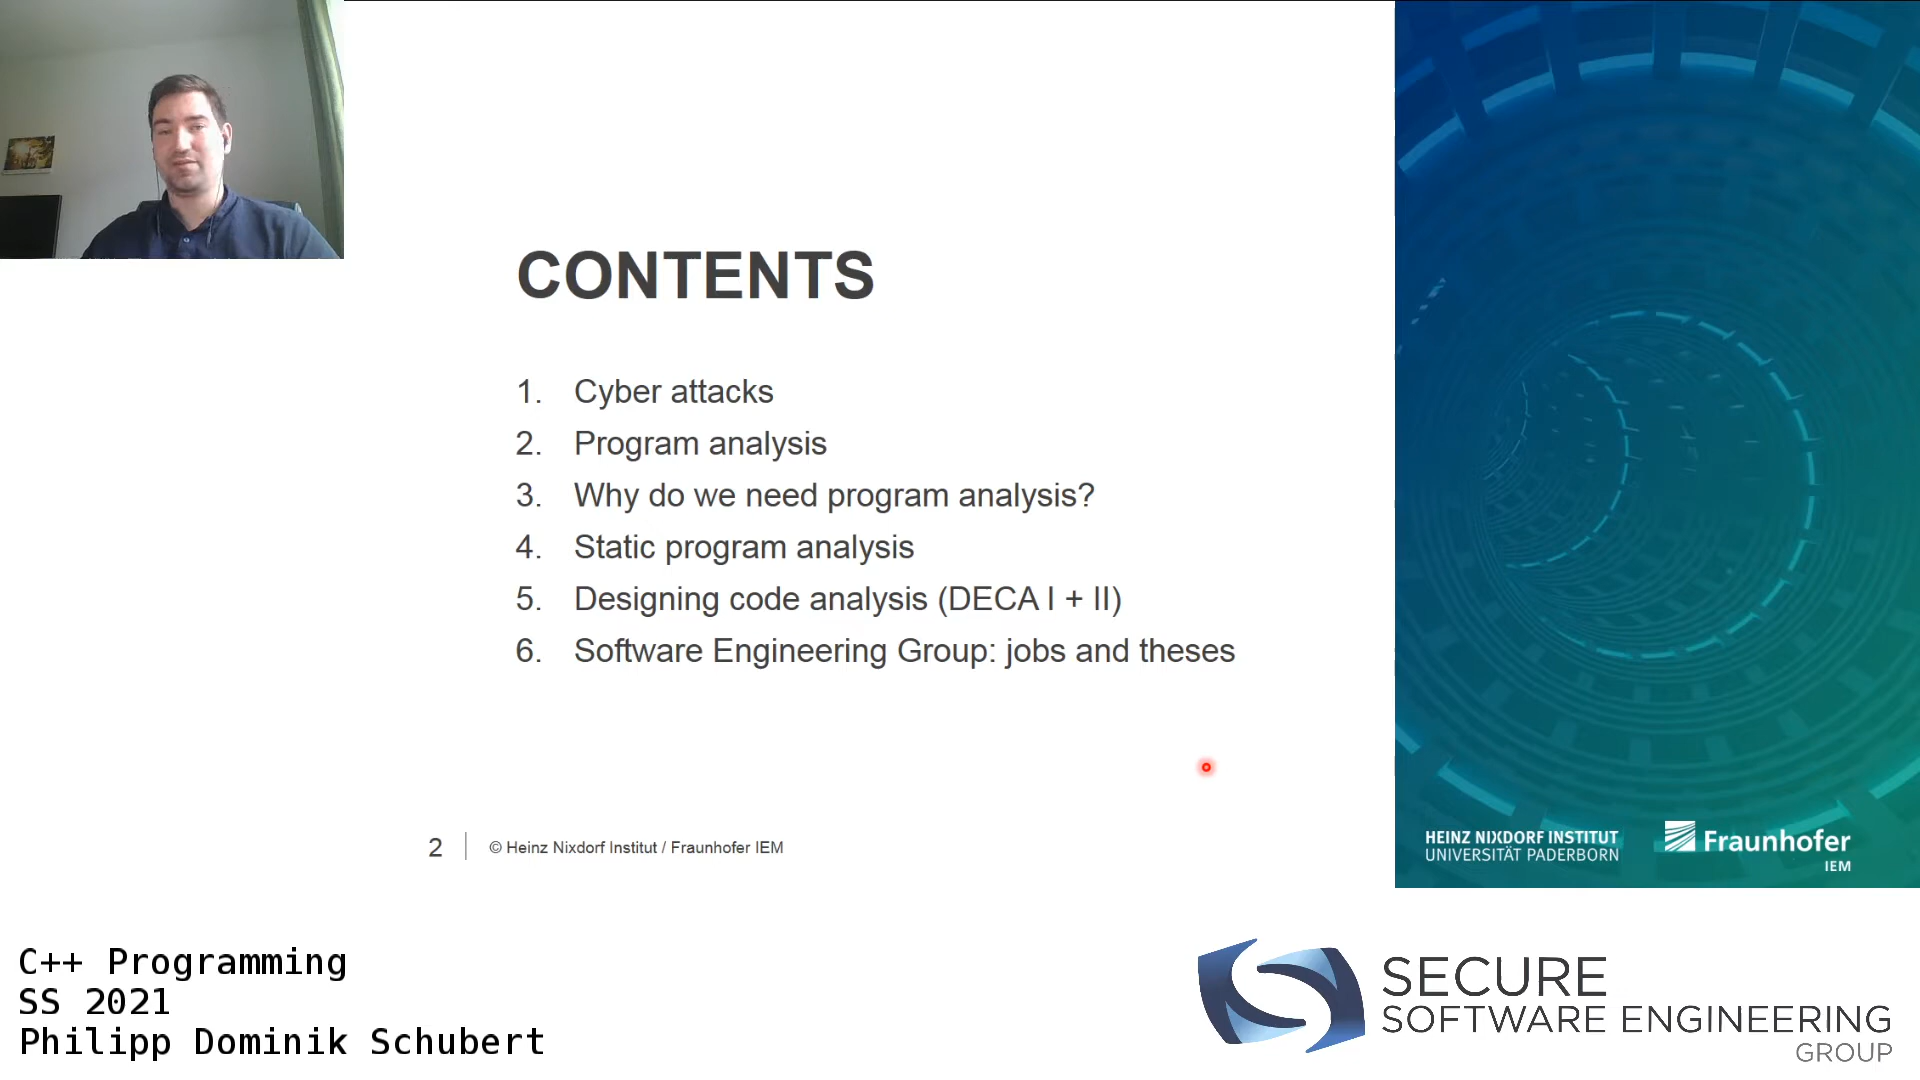 CONTENTS
1. Cyber attacks
2. Program analysis
3. Why do we need program analysis?
4. Static program analysis
5. Designing code analysis (DECA I + II)
6. Software Engineering Group: jobs and theses
2
© Heinz Nixdorf Institut / Fraunhofer IEM
HEINZ NIXDORF INSTITUT
UNIVERSITÄT PADERBORN
Fraunhofer
IEM
C++ Programming
SS 2021
Philipp Dominik Schubert
SECURE
SOFTWARE ENGINEERING
GROUP